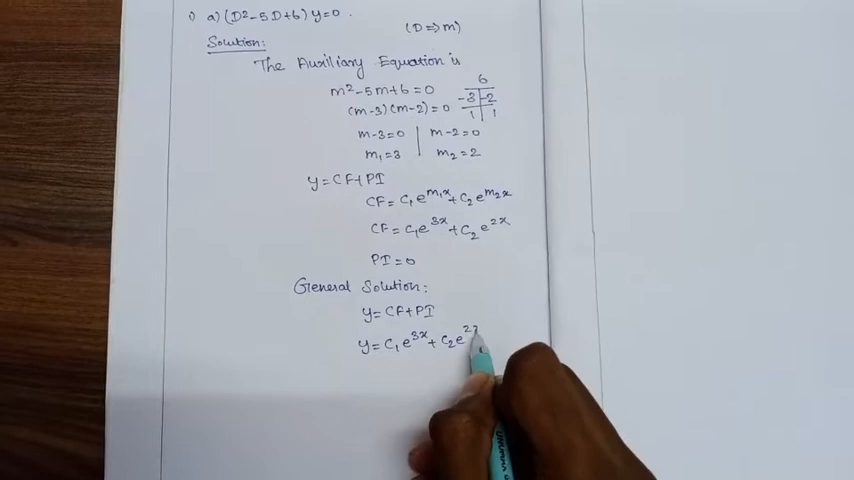 1) a) (D²-5D+6) y=0.
(D⇒m)
Solution:
The Auxiliary Equation is
m²-5m+6=0
6
(m-3)(m-2)=0
-3 | -2
1 | 1
m-3=0 | m-2=0
m₁=3 | m₂=2
y=CF+PI
CF= C₁e^m₁x + C₂e^m₂x
CF= C₁e^3x + C₂e^2x
PI=0
General Solution:
y=CF+PI
y= C₁e^3x + C₂e^2